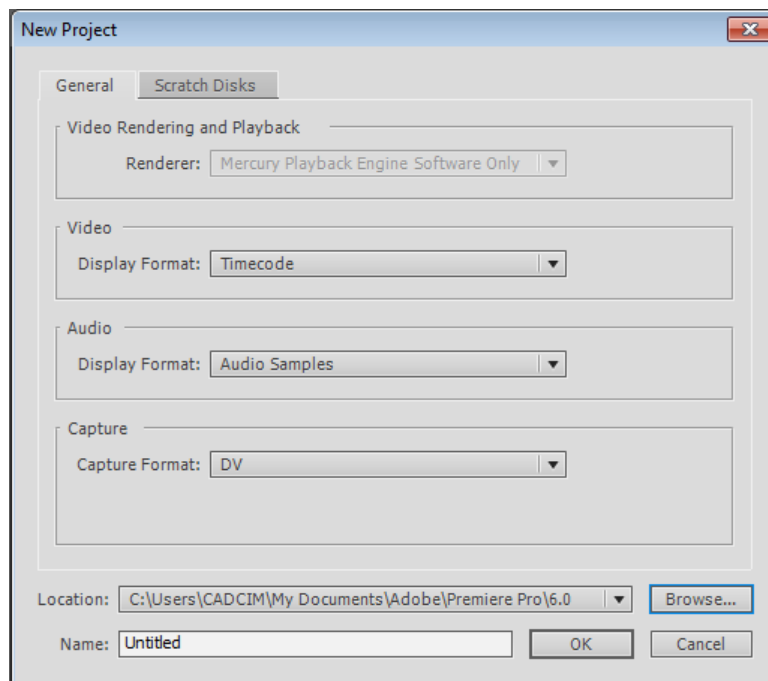 New Project
General Scratch Disks
Video Rendering and Playback
Renderer: Mercury Playback Engine Software Only
Video
Display Format: Timecode
Audio
Display Format: Audio Samples
Capture
Capture Format: DV
Location: C:\Users\CADCIM\My Documents\Adobe\Premiere Pro\6.0 Browse...
Name: Untitled OK Cancel